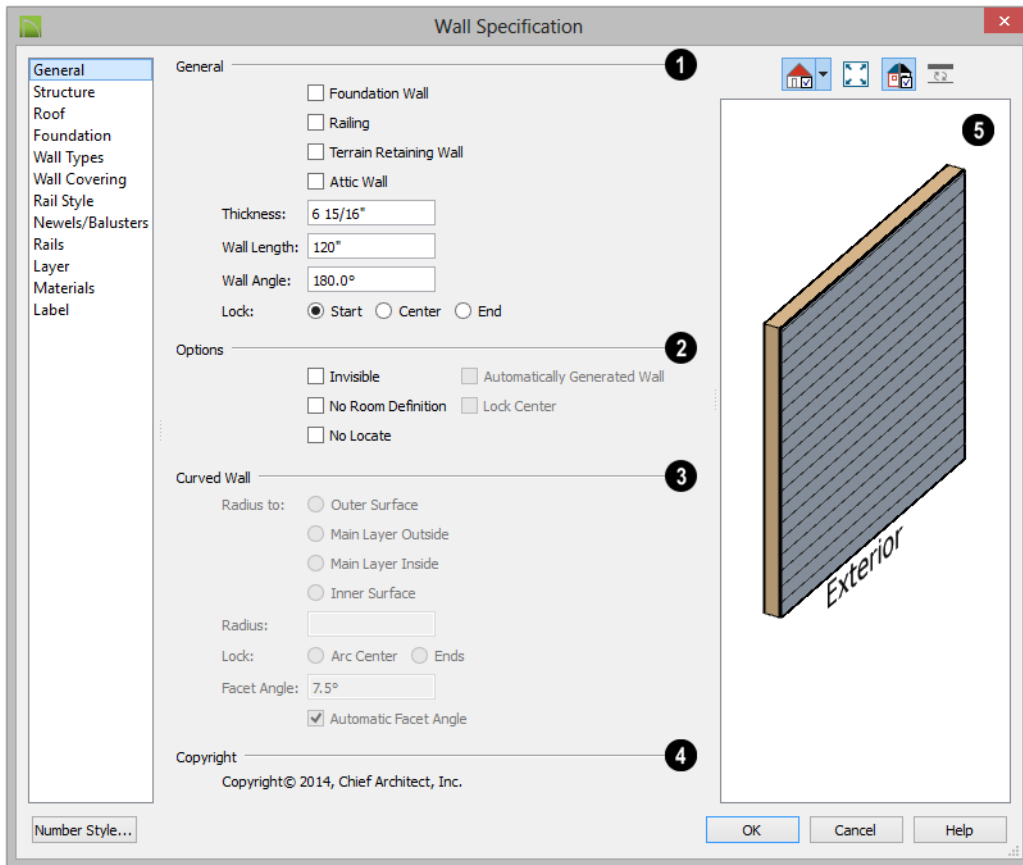 Wall Specification
General
Structure
Roof
Foundation
Wall Types
Wall Covering
Rail Style
Newels/Balusters
Rails
Layer
Materials
Label
General 1
Foundation Wall
Railing
Terrain Retaining Wall
Attic Wall
Thickness: 6 15/16"
Wall Length: 120"
Wall Angle: 180.0°
Lock: Start Center End
Options 2
Invisible Automatically Generated Wall
No Room Definition Lock Center
No Locate
Curved Wall 3
Radius to: Outer Surface
Main Layer Outside
Main Layer Inside
Inner Surface
Radius:
Lock: Arc Center Ends
Facet Angle: 7.5°
Automatic Facet Angle
Copyright 4
Copyright© 2014, Chief Architect, Inc.
5
Exterior
Number Style... OK Cancel Help